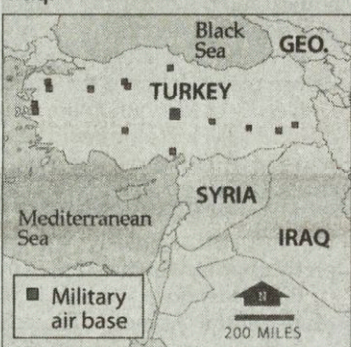 Black
Sea
GEO.
TURKEY
SYRIA
Mediterranean
Sea
IRAQ
Military
air base
N
200 MILES